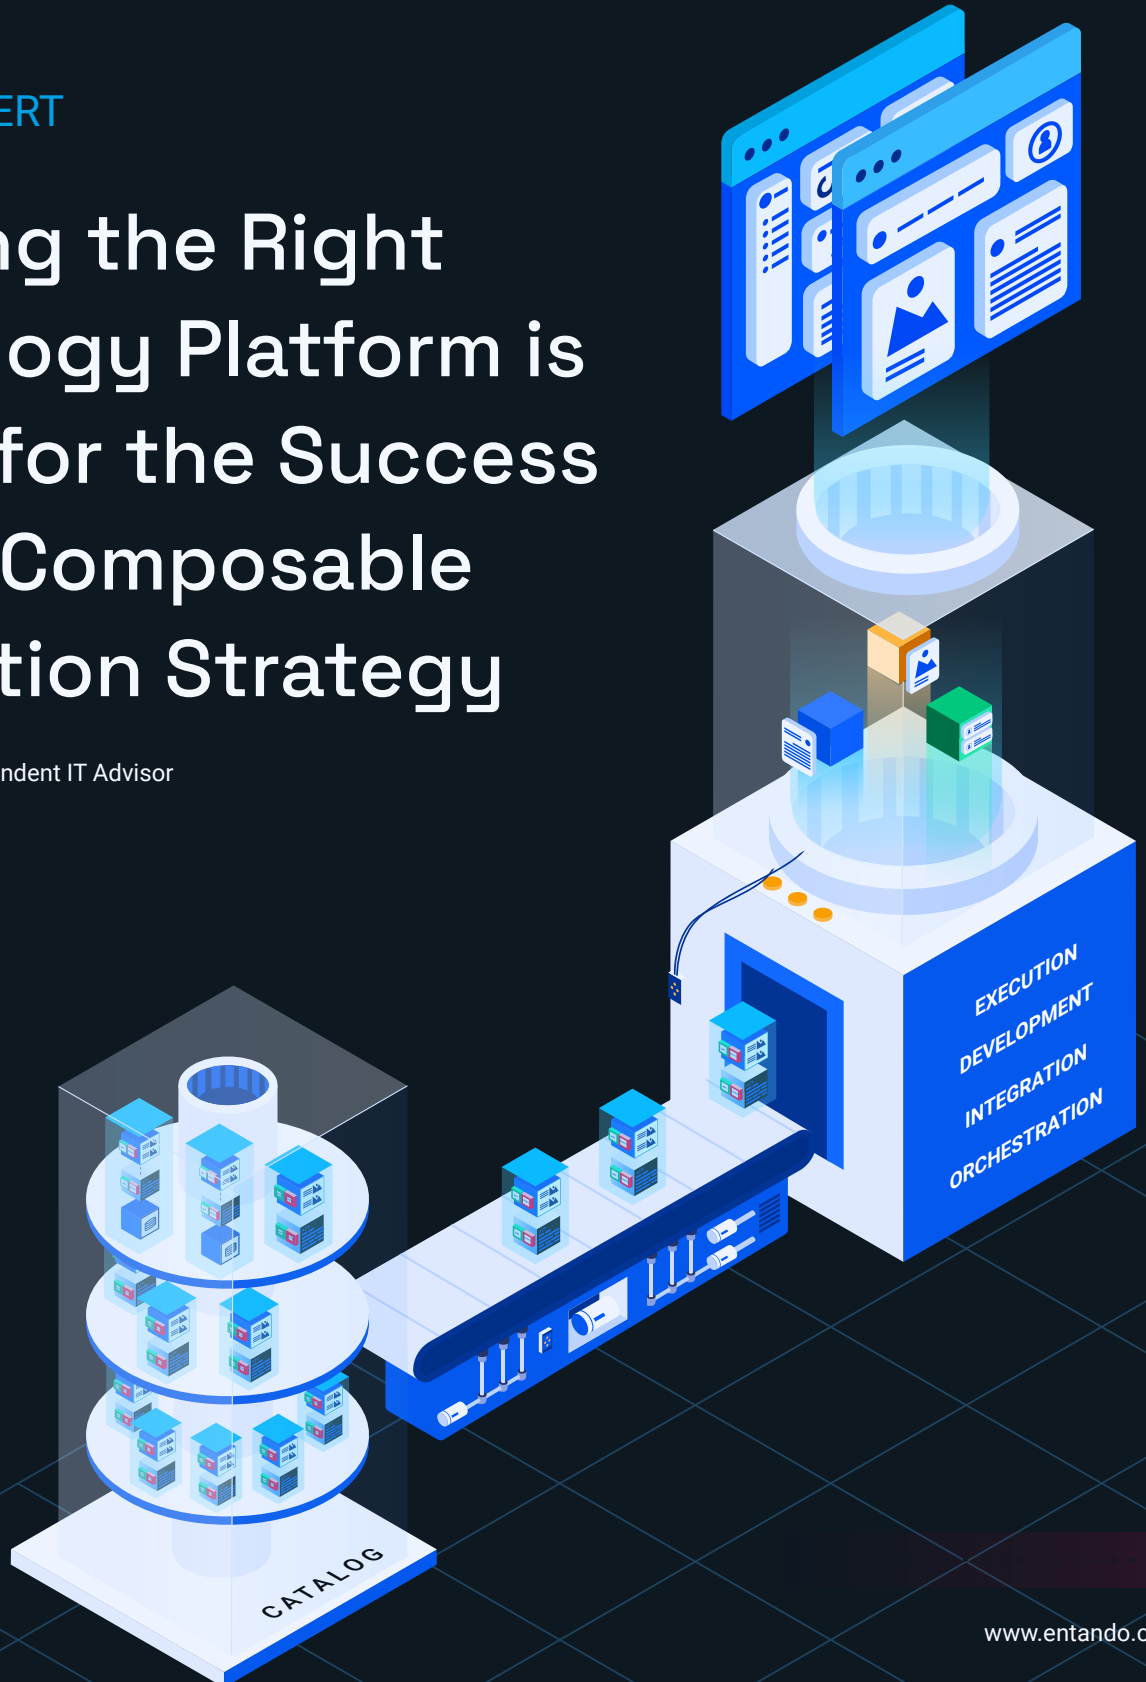 ERT
ng the Right
ogy Platform is
for the Success
Composable
tion Strategy
ndent IT Advisor
EXECUTION
DEVELOPMENT
INTEGRATION
ORCHESTRATION
CATALOG
www.entando.c